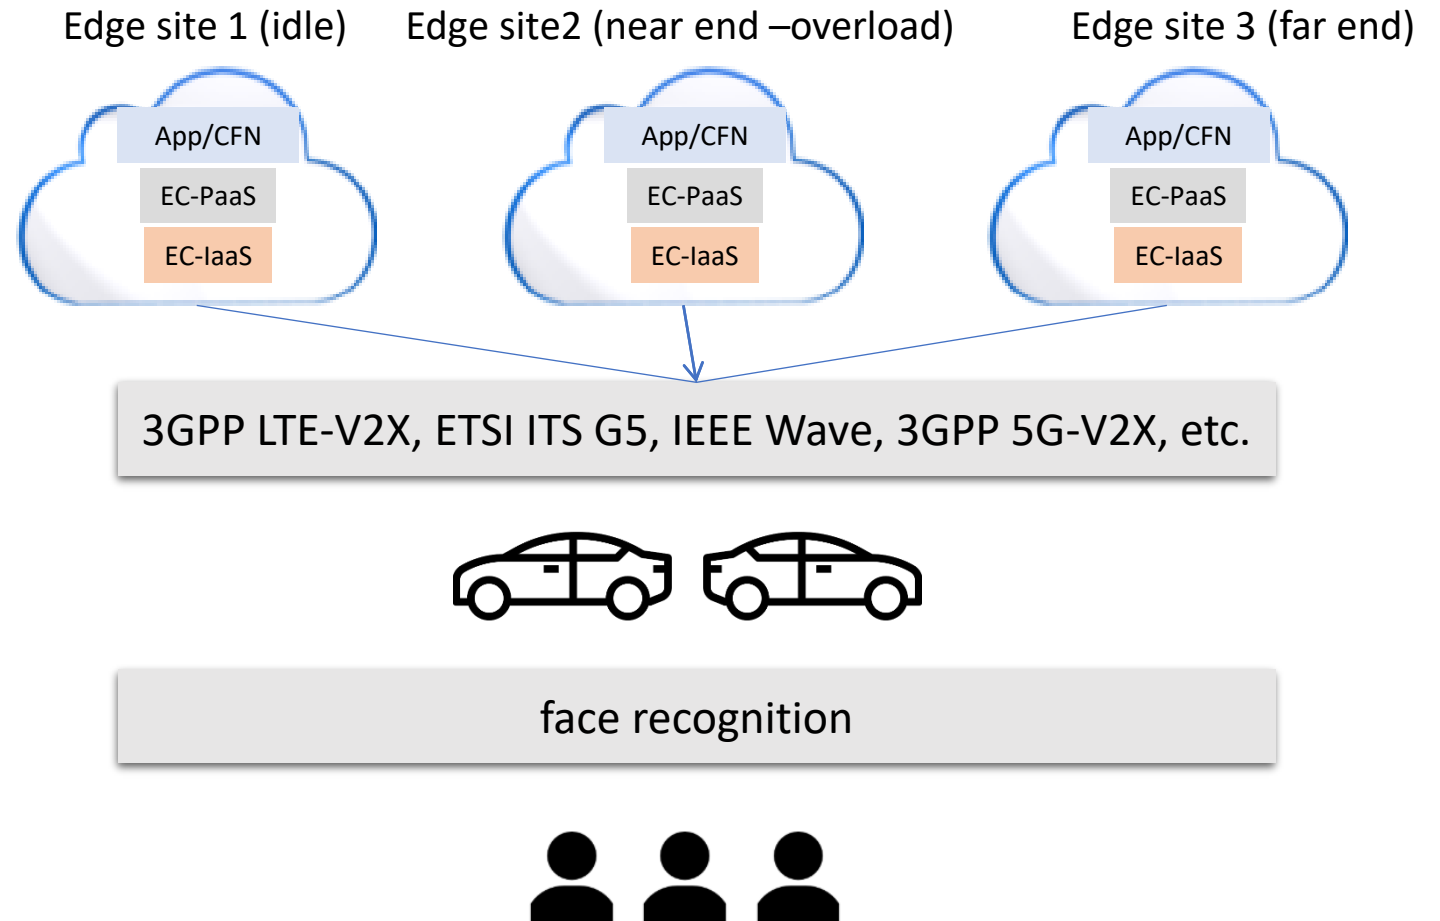 Edge site 1 (idle)
Edge site2 (near end –overload)
Edge site 3 (far end)
App/CFN
EC-PaaS
EC-IaaS
App/CFN
EC-PaaS
EC-IaaS
App/CFN
EC-PaaS
EC-IaaS
3GPP LTE-V2X, ETSI ITS G5, IEEE Wave, 3GPP 5G-V2X, etc.
face recognition